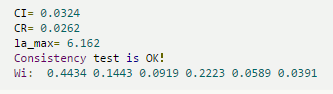 CI= 0.0324
CR= 0.0262
la_max= 6.162
Consistency test is OK!
Wi:  0.4434 0.1443 0.0919 0.2223 0.0589 0.0391